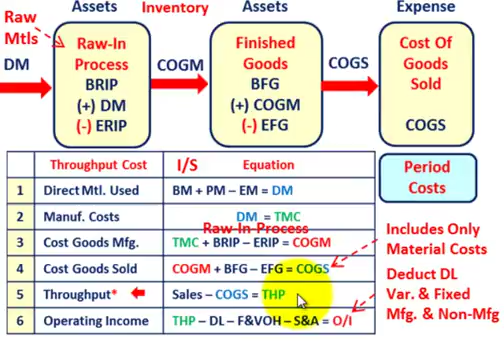 Assets Inventory Assets Expense
Raw
Mtls
DM
Raw-In
Process
BRIP
(+) DM
(-) ERIP
COGM
Finished
Goods
BFG
(+) COGM
(-) EFG
COGS
Cost Of
Goods
Sold
COGS
Period
Costs
Throughput Cost I/S Equation
1 Direct Mtl. Used BM + PM – EM = DM
2 Manuf. Costs DM = TMC
Raw-In-Process
3 Cost Goods Mfg. TMC + BRIP – ERIP = COGM
4 Cost Goods Sold COGM + BFG – EFG = COGS
5 Throughput* Sales – COGS = THP
6 Operating Income THP – DL – F&VOH – S&A = O/I
Includes Only
Material Costs
Deduct DL
Var. & Fixed
Mfg. & Non-Mfg